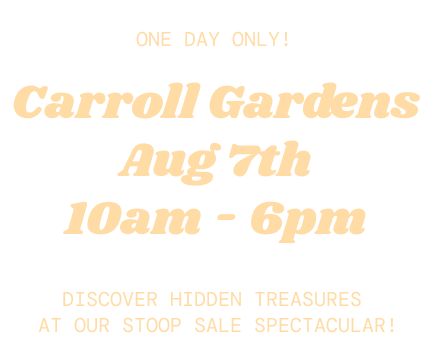 ONE DAY ONLY!
Carroll Gardens
Aug 7th
10am - 6pm
DISCOVER HIDDEN TREASURES
AT OUR STOOP SALE SPECTACULAR!